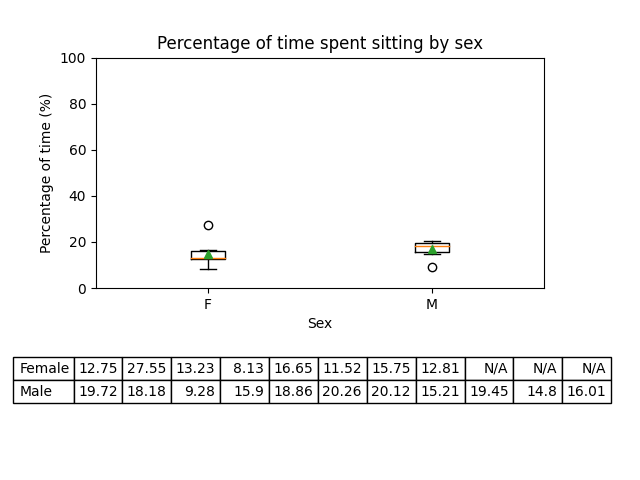 Percentage of time spent sitting by sex
100
80
60
40
20
0
Percentage of time (%)
F M
Sex
Female 12.75 27.55 13.23 8.13 16.65 11.52 15.75 12.81 N/A N/A N/A
Male 19.72 18.18 9.28 15.9 18.86 20.26 20.12 15.21 19.45 14.8 16.01